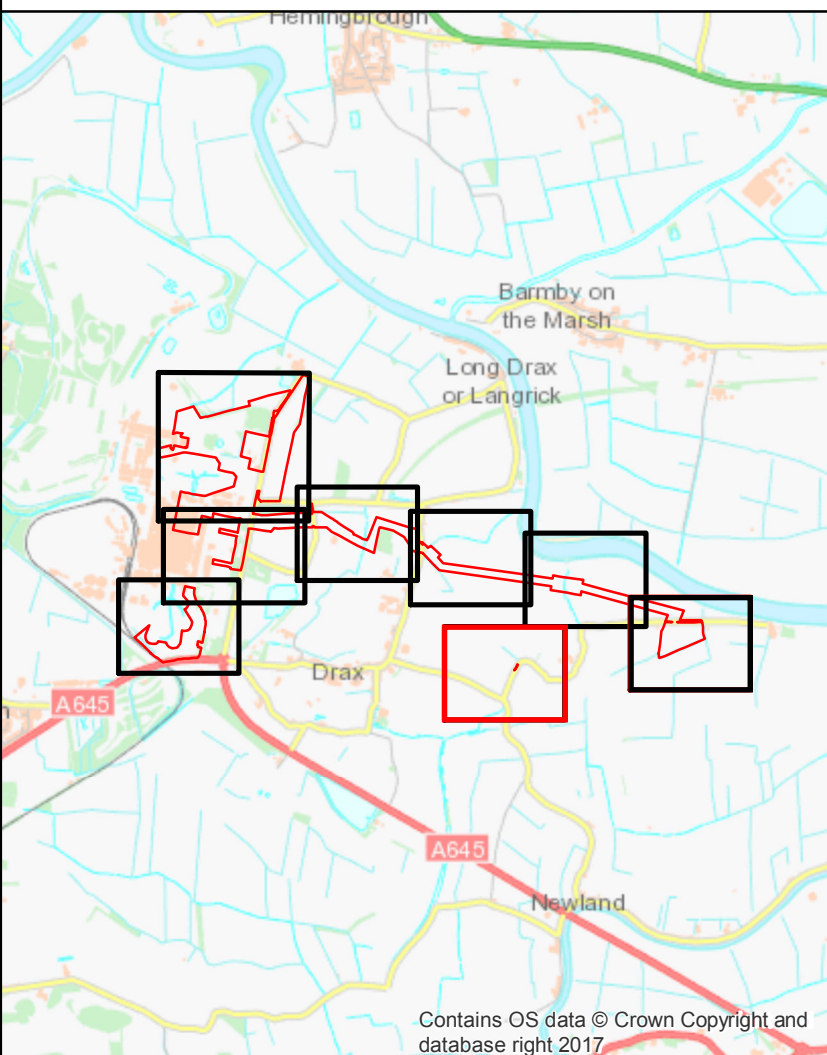 Hemingbrough
Barmby on
the Marsh
Long Drax
or Langrick
Drax
A645
n
A645
Newland
Contains OS data © Crown Copyright and
database right 2017